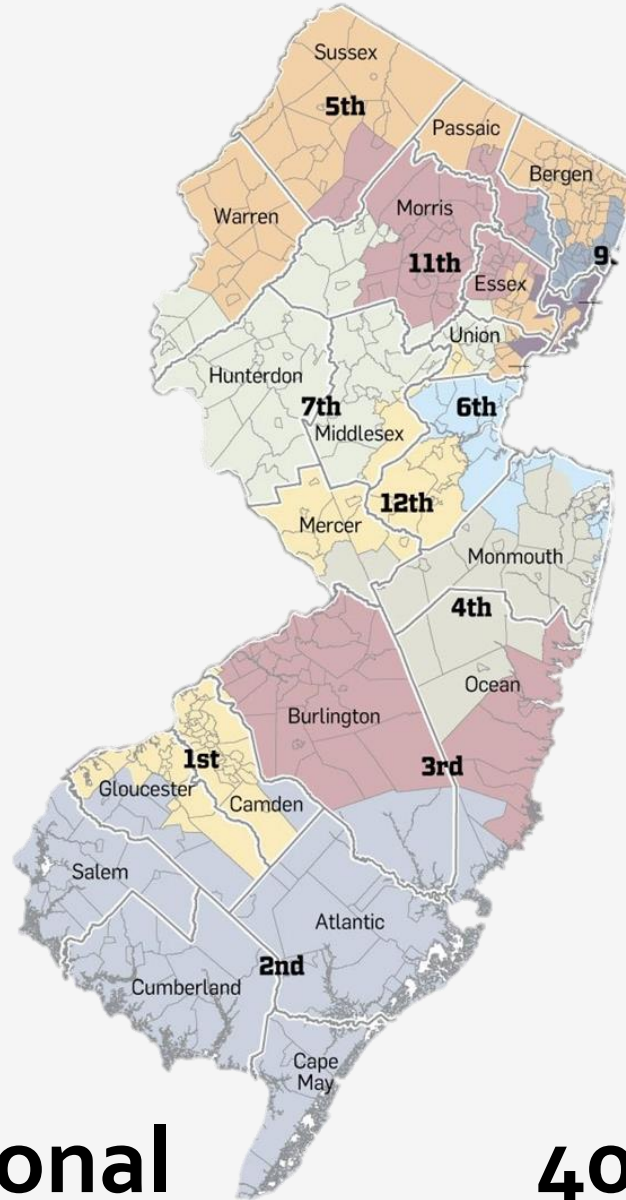 Sussex
5th
Passaic
Bergen
Warren
Morris
9
11th
Essex
Union
Hunterdon
7th
6th
Middlesex
12th
Mercer
Monmouth
4th
Ocean
Burlington
1st
3rd
Gloucester
Camden
Salem
Atlantic
2nd
Cumberland
Cape
May
onal
40